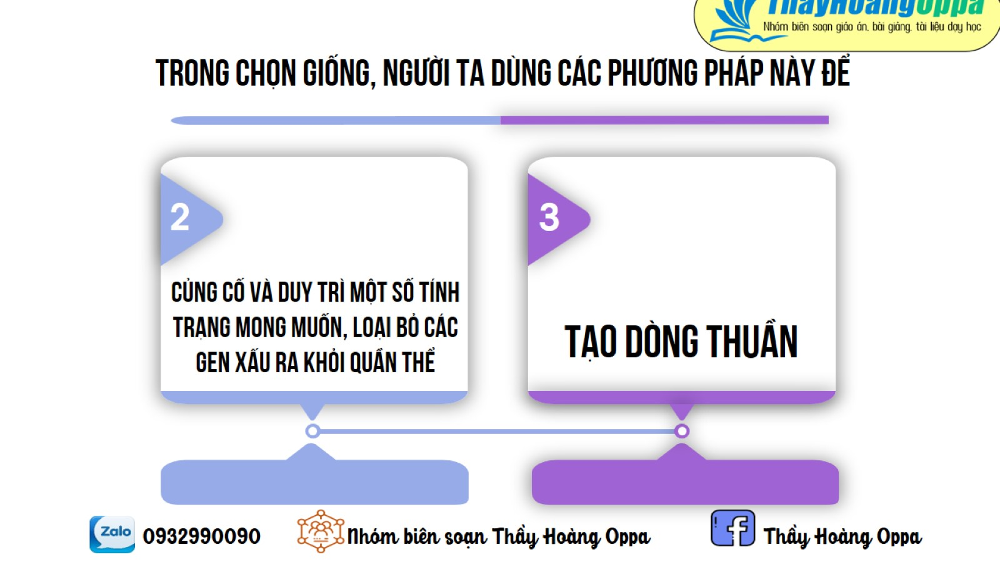 ThầyHoàngOppa
Nhóm biên soạn giáo án, bài giảng, tài liệu dạy học
TRONG CHỌN GIỐNG, NGƯỜI TA DÙNG CÁC PHƯƠNG PHÁP NÀY ĐỂ
2
CỦNG CỐ VÀ DUY TRÌ MỘT SỐ TÍNH
TRẠNG MONG MUỐN, LOẠI BỎ CÁC
GEN XẤU RA KHỎI QUẦN THỂ
3
TẠO DÒNG THUẦN
Zalo
0932990090
Nhóm biên soạn Thầy Hoàng Oppa
f
Thầy Hoàng Oppa